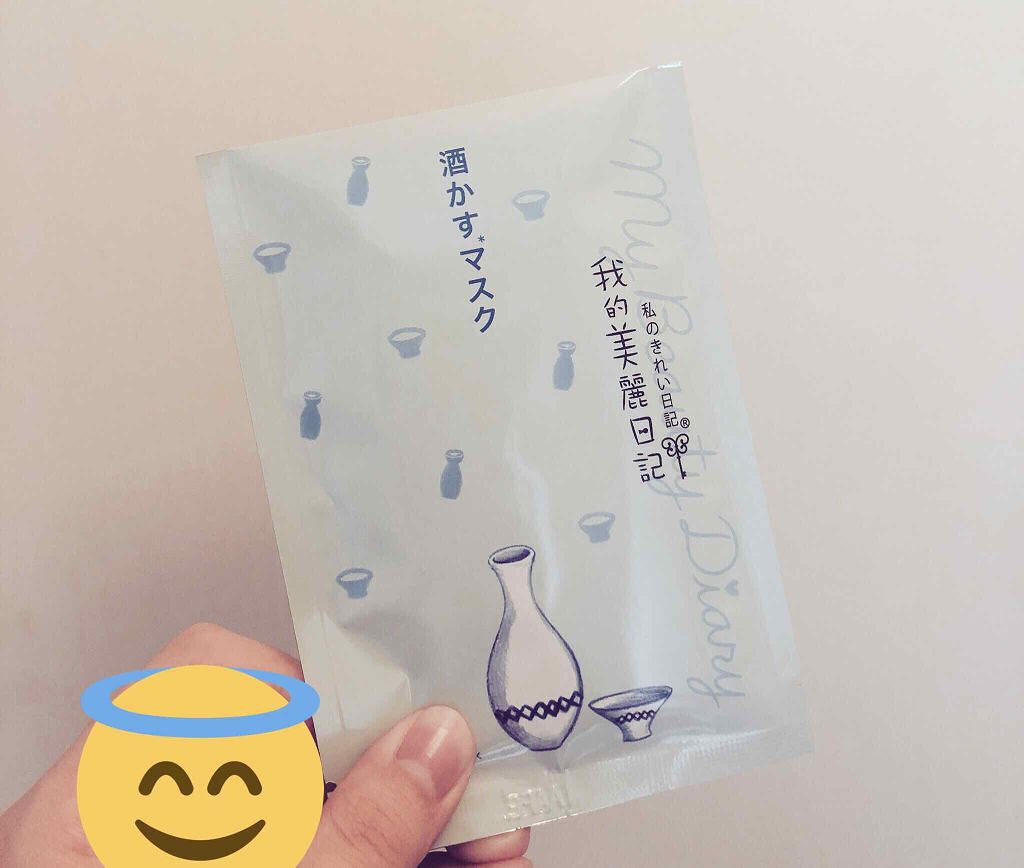 酒かす*マスク
我的美麗日記
私のきれい日記®
My Beauty Diary